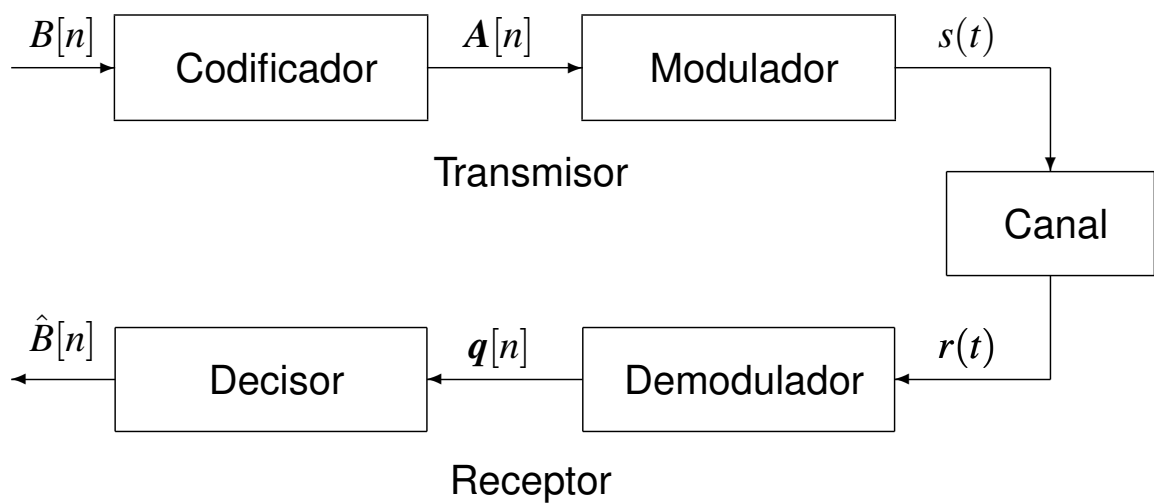 B[n]
Codificador
A[n]
Modulador
s(t)
Transmisor
Canal
B̂[n]
Decisor
q[n]
Demodulador
r(t)
Receptor